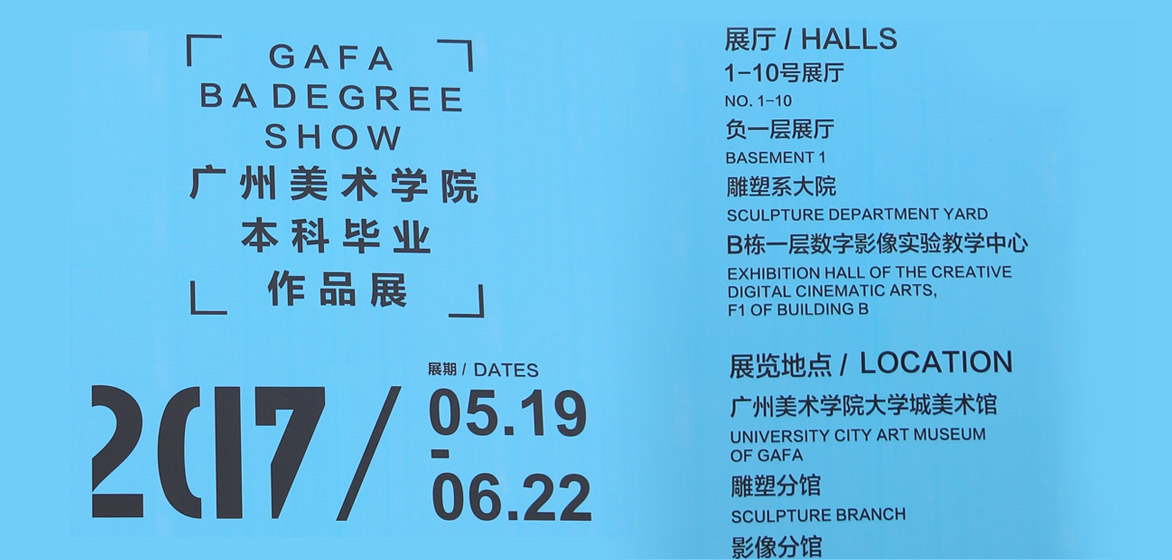 GAFA
BA DEGREE
SHOW
广州美术学院
本科毕业
作品展
2017/
展期 / DATES
05.19
-
06.22
展厅 / HALLS
1-10号展厅
NO. 1-10
负一层展厅
BASEMENT 1
雕塑系大院
SCULPTURE DEPARTMENT YARD
B栋一层数字影像实验教学中心
EXHIBITION HALL OF THE CREATIVE
DIGITAL CINEMATIC ARTS,
F1 OF BUILDING B
展览地点 / LOCATION
广州美术学院大学城美术馆
UNIVERSITY CITY ART MUSEUM
OF GAFA
雕塑分馆
SCULPTURE BRANCH
影像分馆